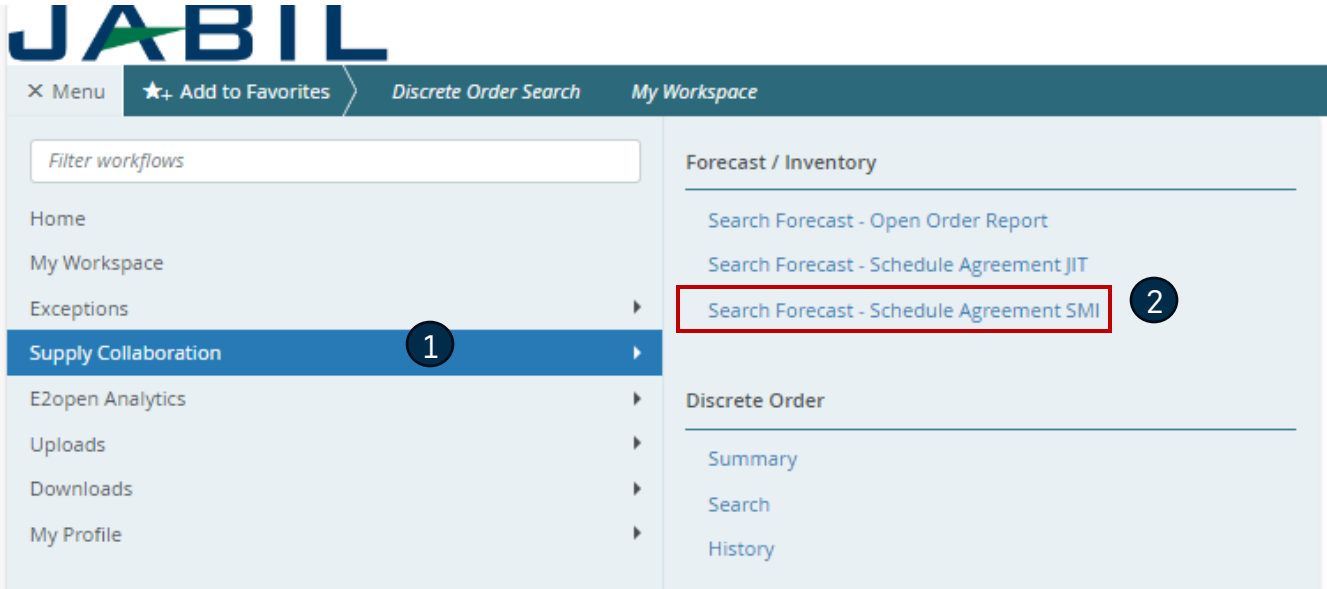 JABIL
× Menu
Add to Favorites
Discrete Order Search
My Workspace
Filter workflows
Home
My Workspace
Exceptions
Supply Collaboration
1
E2open Analytics
Uploads
Downloads
My Profile
Forecast / Inventory
Search Forecast - Open Order Report
Search Forecast - Schedule Agreement JIT
Search Forecast - Schedule Agreement SMI
2
Discrete Order
Summary
Search
History